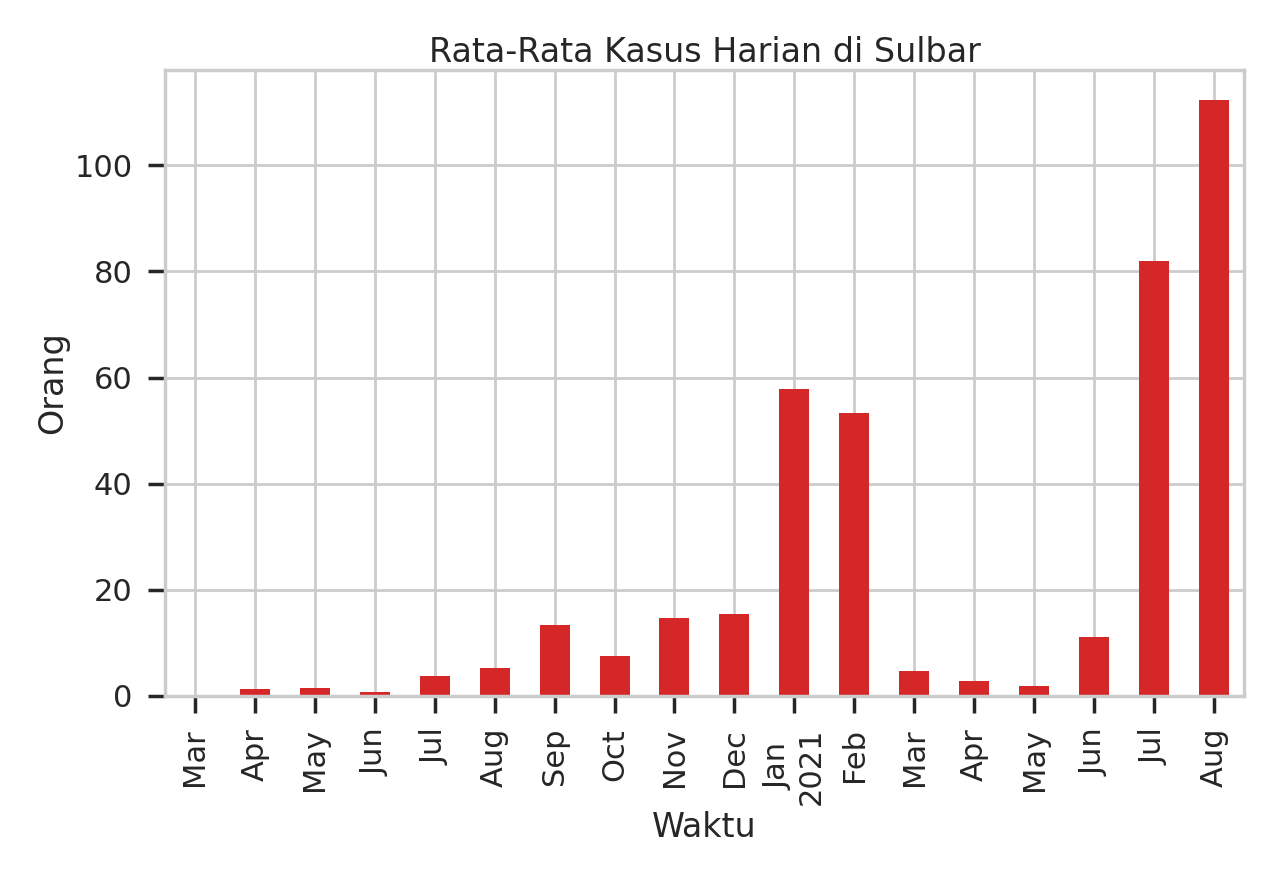 Rata-Rata Kasus Harian di Sulbar
Orang
100
80
60
40
20
0
Mar
Apr
May
Jun
Jul
Aug
Sep
Oct
Nov
Dec
Jan
2021
Feb
Mar
Apr
May
Jun
Jul
Aug
Waktu